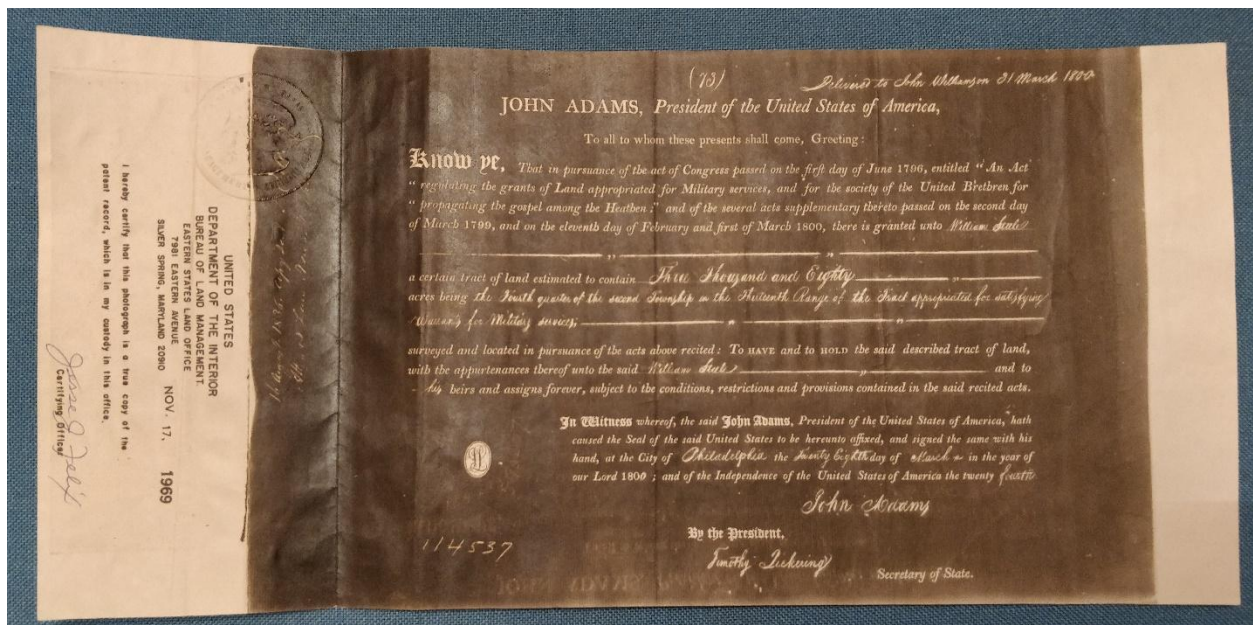 (73)
Delivered to John Williamson 31 March 1800
JOHN ADAMS, President of the United States of America,
To all to whom these presents shall come, Greeting:
Know ye, That in pursuance of the act of Congress passed on the first day of June 1796, entitled "An Act
" regulating the grants of Land appropriated for Military services, and for the society of the United Brethren for
" propagating the gospel among the Heathen;" and of the several acts supplementary thereto passed on the second day
of March 1799, and on the eleventh day of February and first of March 1800, there is granted unto William Steele
a certain tract of land estimated to contain Three Thousand and Eighty
acres being the Fourth quarter of the second Township in the Thirteenth Range of the Tract appropriated for satisfying
Warrants for Military services;
surveyed and located in pursuance of the acts above recited: To HAVE and to HOLD the said described tract of land,
with the appurtenances thereof unto the said William Steele and to
his heirs and assigns forever, subject to the conditions, restrictions and provisions contained in the said recited acts.
In Witness whereof, the said John Adams, President of the United States of America, hath
caused the Seal of the said United States to be hereunto affixed, and signed the same with his
hand, at the City of Philadelphia the Twenty Eighth day of March in the year of
our Lord 1800; and of the Independence of the United States of America the twenty fourth
John Adams
By the President,
Timothy Pickering
Secretary of State.
114537
UNITED STATES
DEPARTMENT OF THE INTERIOR
BUREAU OF LAND MANAGEMENT
EASTERN STATES LAND OFFICE
7981 EASTERN AVENUE
SILVER SPRING, MARYLAND 20910 NOV. 17. 1969
I hereby certify that this photograph is a true copy of the
patent record, which is in my custody in this office.
Jesse J Felix
Certifying Officer